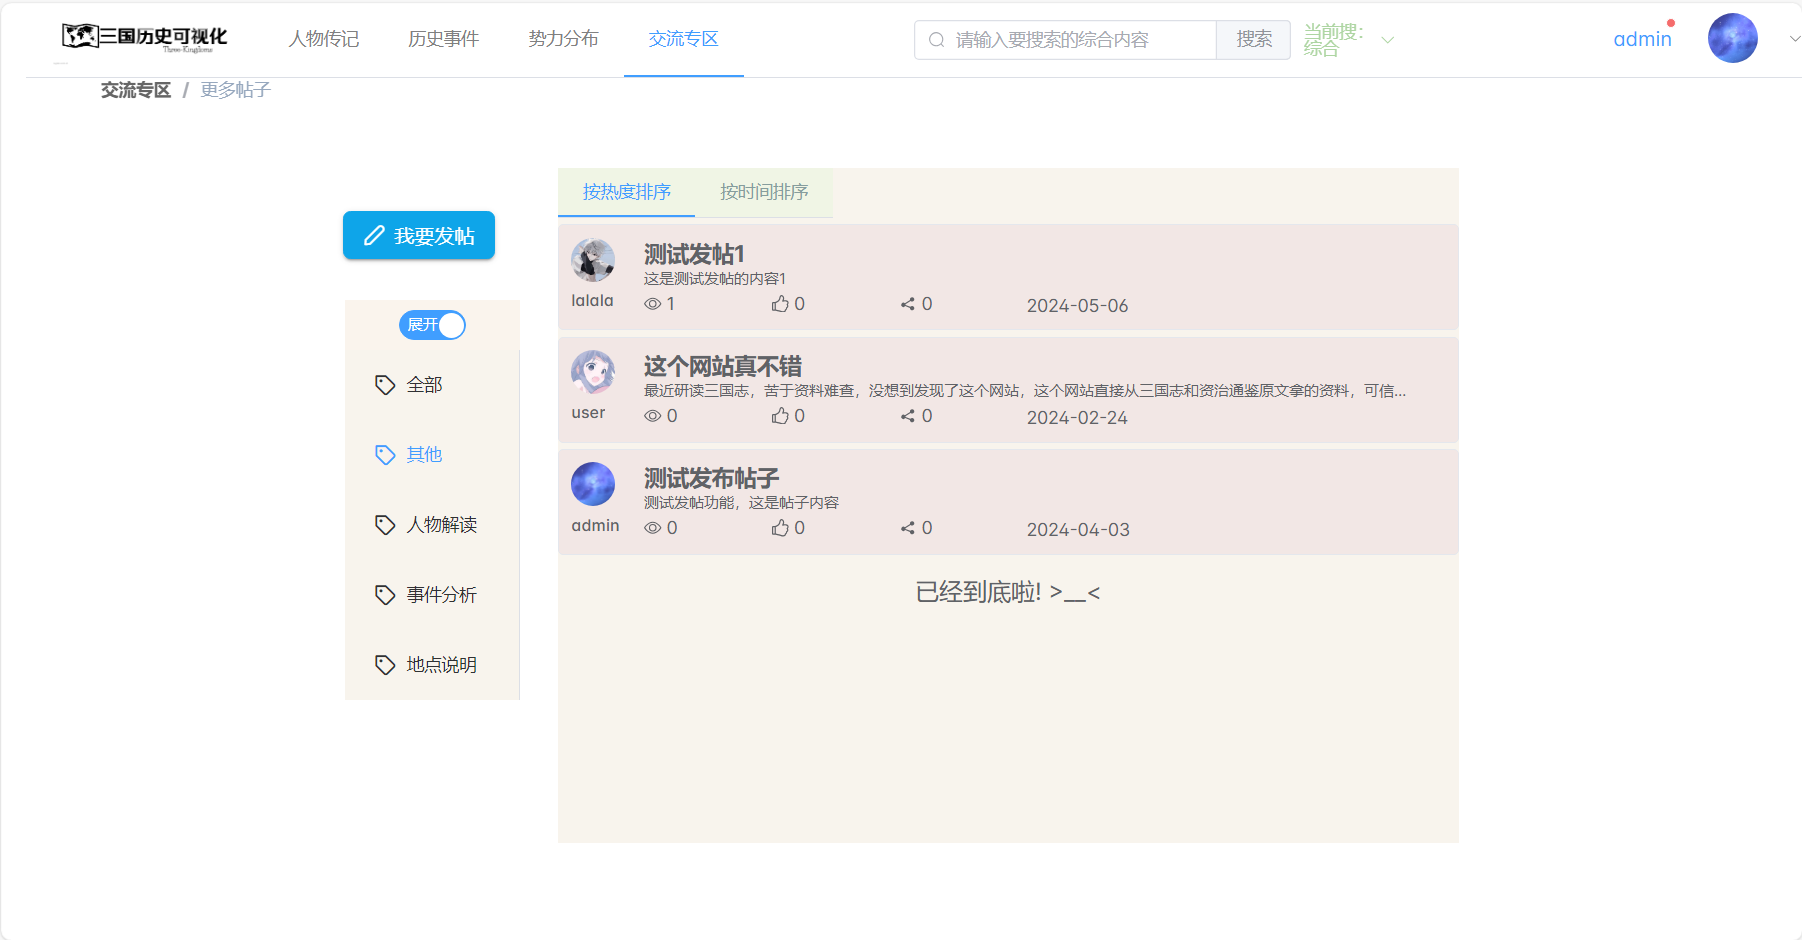 三国历史可视化
Three-Kingdoms
人物传记
历史事件
势力分布
交流专区
请输入要搜索的综合内容
搜索
当前搜：
综合
admin
交流专区 / 更多帖子
我要发帖
展开
全部
其他
人物解读
事件分析
地点说明
按热度排序
按时间排序
测试发帖1
这是测试发帖的内容1
lalala
1
0
0
2024-05-06
这个网站真不错
最近研读三国志，苦于资料难查，没想到发现了这个网站，这个网站直接从三国志和资治通鉴原文拿的资料，可信...
user
0
0
0
2024-02-24
测试发布帖子
测试发帖功能，这是帖子内容
admin
0
0
0
2024-04-03
已经到底啦! >__<